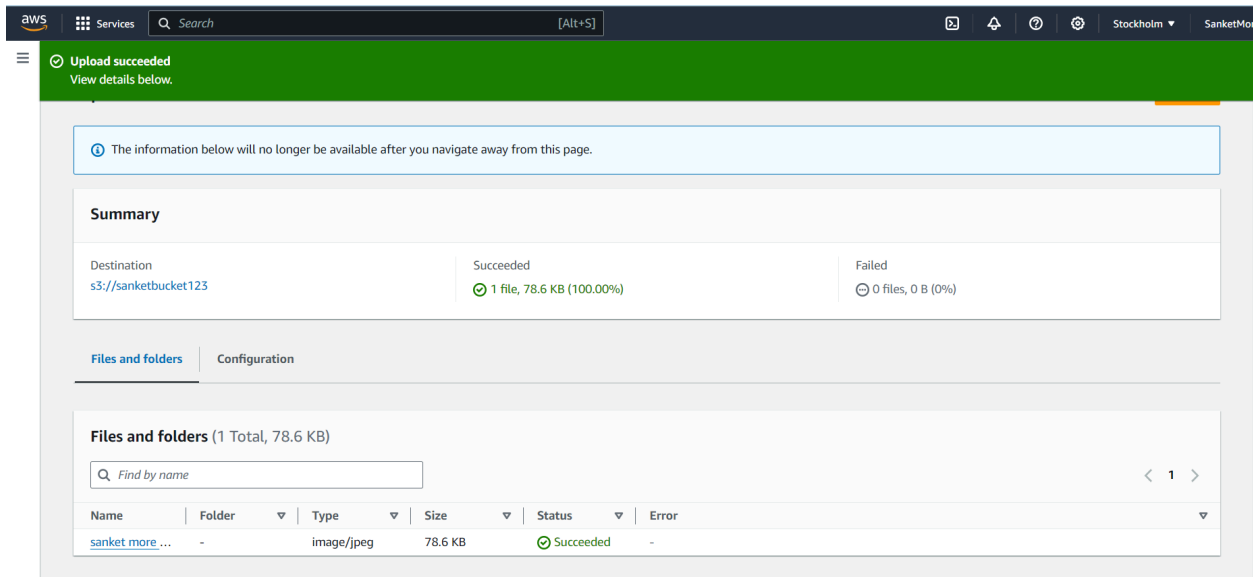 aws Services Search [Alt+S] Stockholm ▼ SanketMor
Upload succeeded
View details below.
The information below will no longer be available after you navigate away from this page.
Summary
Destination Succeeded Failed
s3://sanketbucket123 1 file, 78.6 KB (100.00%) 0 files, 0 B (0%)
Files and folders Configuration
Files and folders (1 Total, 78.6 KB)
Find by name 1
Name Folder Type Size Status Error
sanket more ... - image/jpeg 78.6 KB Succeeded -